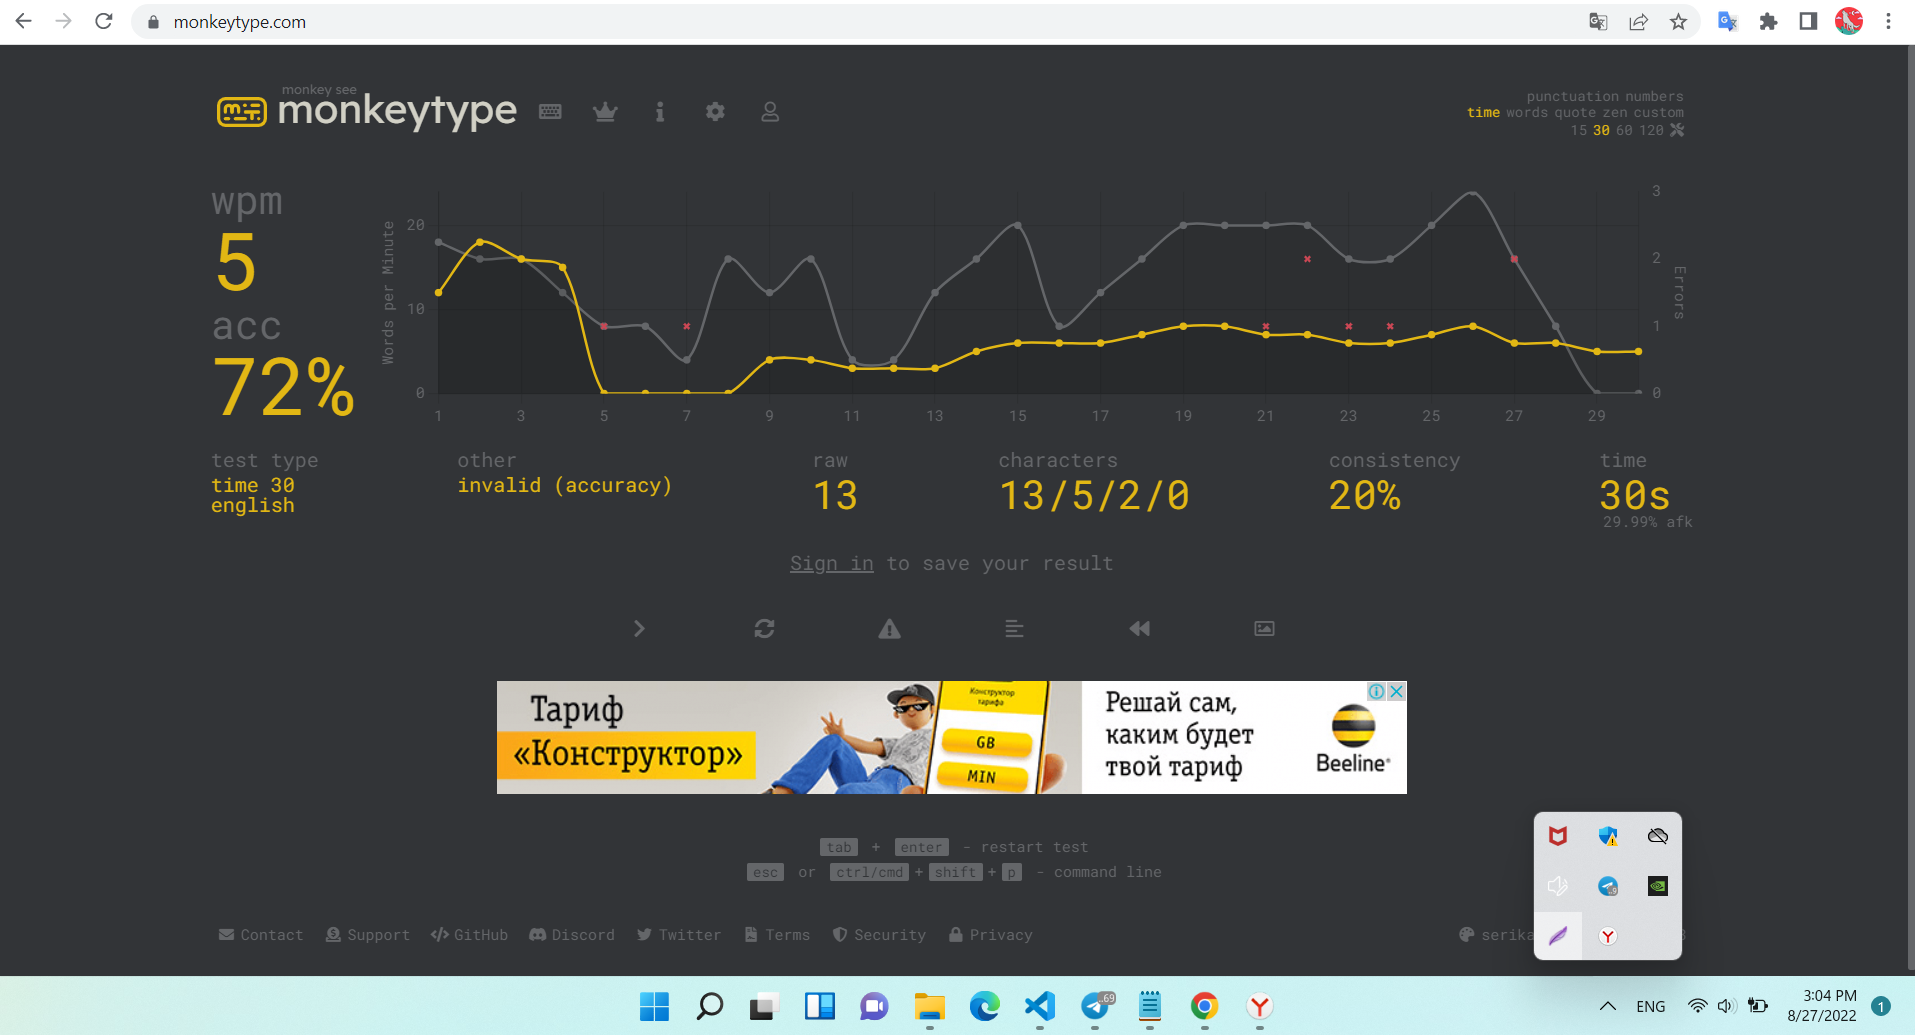 monkeytype.com
monkey see
monkeytype
punctuation numbers
time words quote zen custom
15 30 60 120
wpm
5
acc
72%
Words per Minute
20
10
0
3
2
1
0
Errors
1 3 5 7 9 11 13 15 17 19 21 23 25 27 29
test type
time 30
english
other
invalid (accuracy)
raw
13
characters
13/5/2/0
consistency
20%
time
30s
29.99% afk
Sign in to save your result
Тариф
«Конструктор»
Конструктор
тарифа
GB
MIN
Решай сам,
каким будет
твой тариф
Beeline
tab + enter - restart test
esc or ctrl/cmd + shift + p - command line
Contact Support GitHub Discord Twitter Terms Security Privacy
serika
ENG
3:04 PM
8/27/2022
1